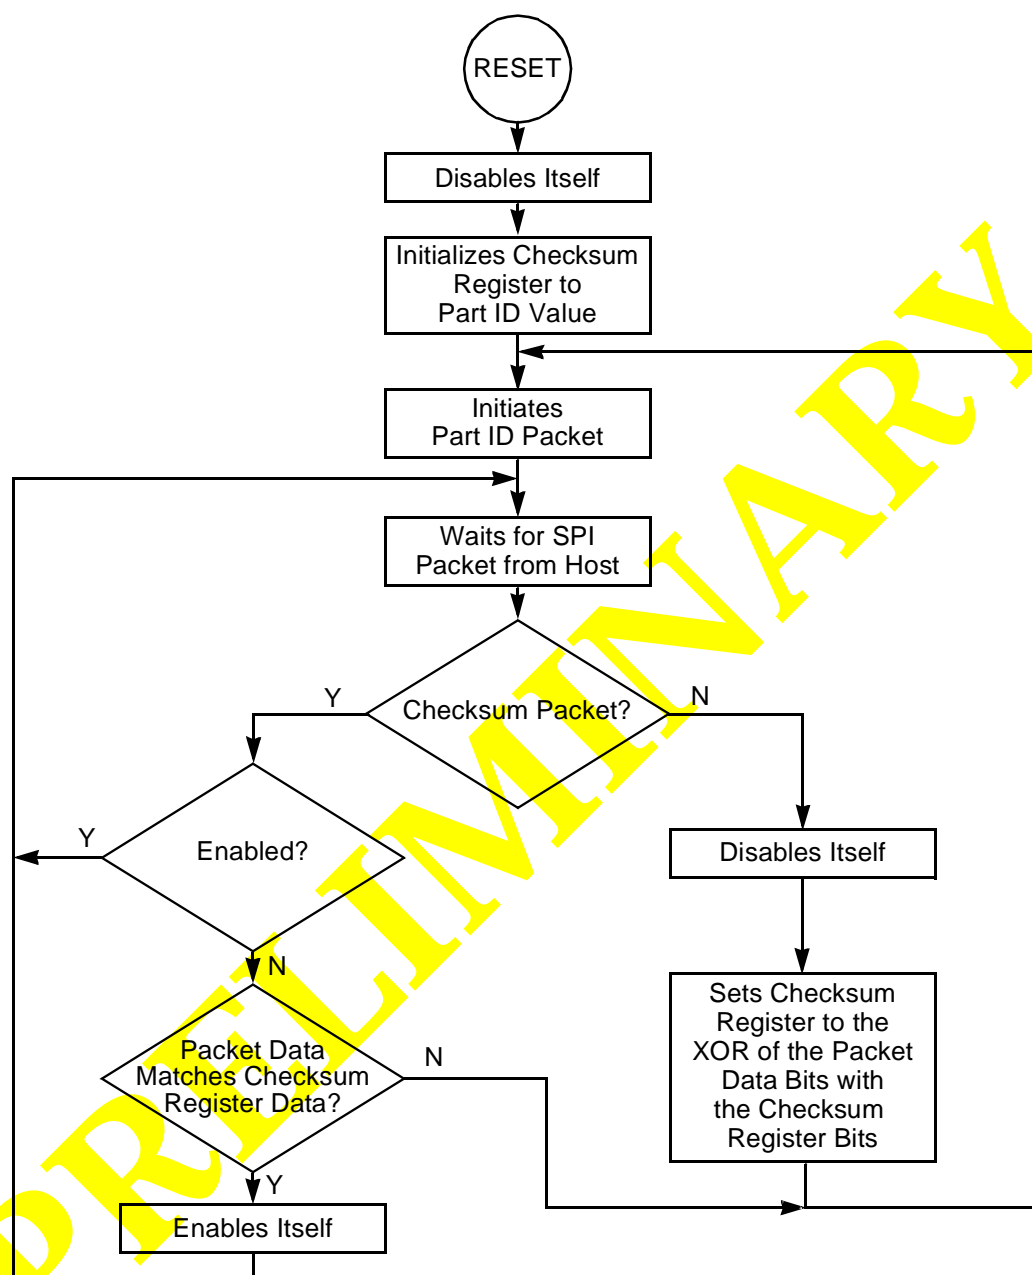 RESET
Disables Itself
Initializes Checksum
Register to
Part ID Value
Initiates
Part ID Packet
Waits for SPI
Packet from Host
Checksum Packet?
Y
N
Enabled?
Y
N
Disables Itself
Sets Checksum
Register to the
XOR of the Packet
Data Bits with
the Checksum
Register Bits
Packet Data
Matches Checksum
Register Data?
N
Y
Enables Itself
PRELIMINARY